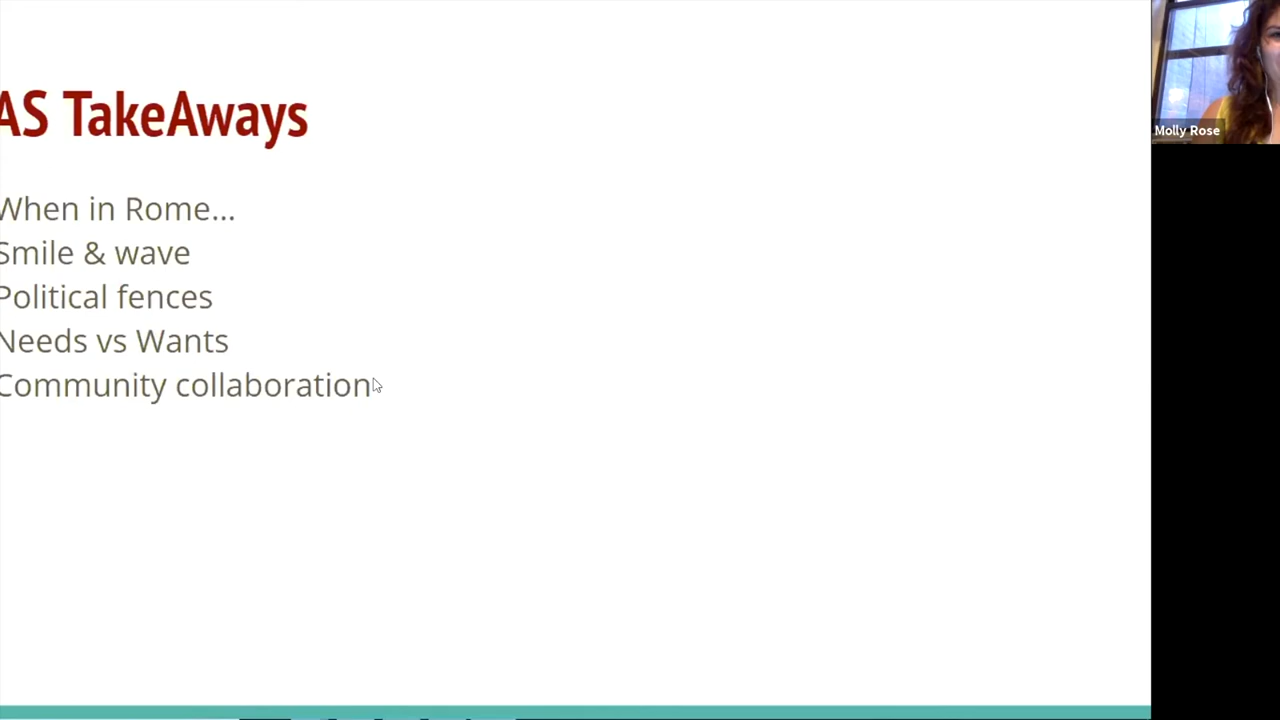 AS TakeAways
When in Rome...
Smile & wave
Political fences
Needs vs Wants
Community collaboration
Molly Rose